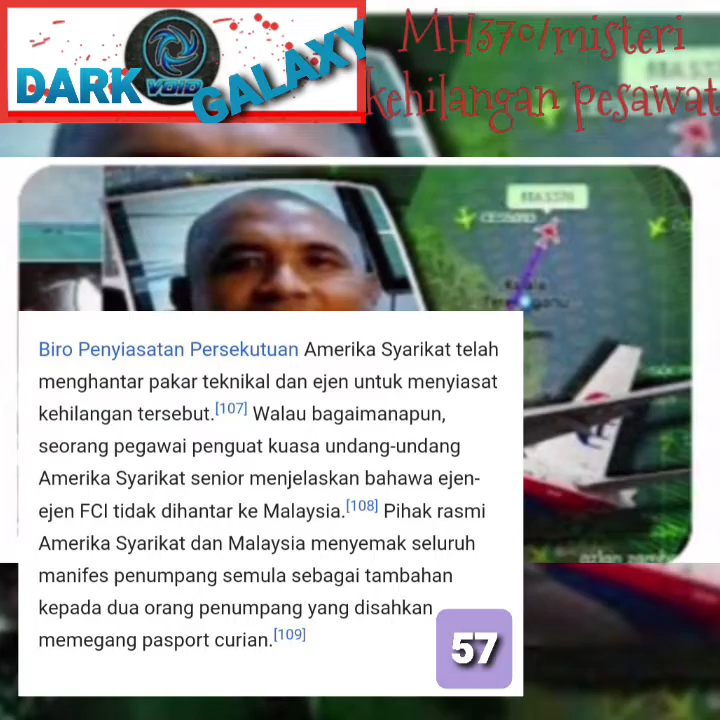 DARK VOID GALAXY
MH370/misteri
kehilangan pesawat
Biro Penyiasatan Persekutuan Amerika Syarikat telah
menghantar pakar teknikal dan ejen untuk menyiasat
kehilangan tersebut.[107] Walau bagaimanapun,
seorang pegawai penguat kuasa undang-undang
Amerika Syarikat senior menjelaskan bahawa ejen-
ejen FCI tidak dihantar ke Malaysia.[108] Pihak rasmi
Amerika Syarikat dan Malaysia menyemak seluruh
manifes penumpang semula sebagai tambahan
kepada dua orang penumpang yang disahkan
memegang pasport curian.[109]
57